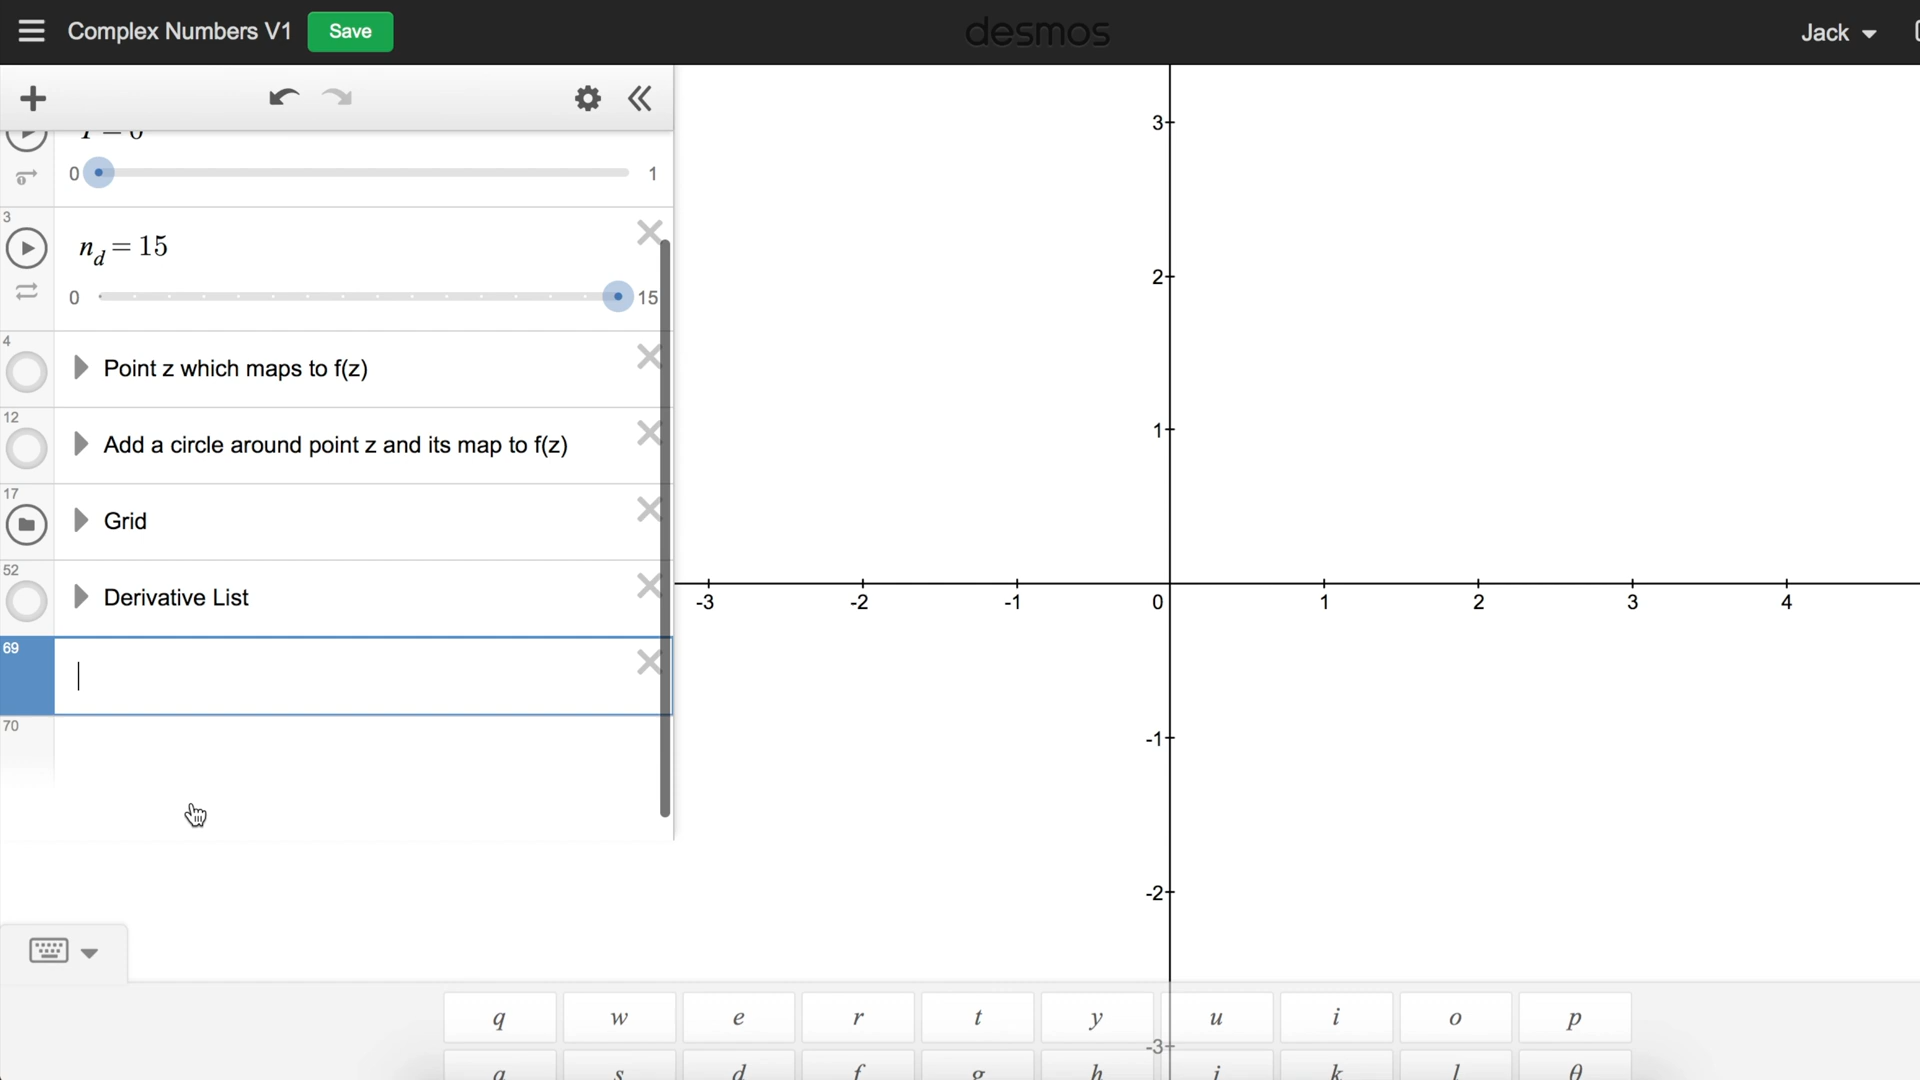 Complex Numbers V1 Save desmos Jack
0 1
3
n_d = 15
0 15
4 Point z which maps to f(z)
12 Add a circle around point z and its map to f(z)
17 Grid
52 Derivative List
69
70
3
2
1
-3 -2 -1 0 1 2 3 4
-1
-2
-3
q w e r t y u i o p
a s d f g h j k l θ